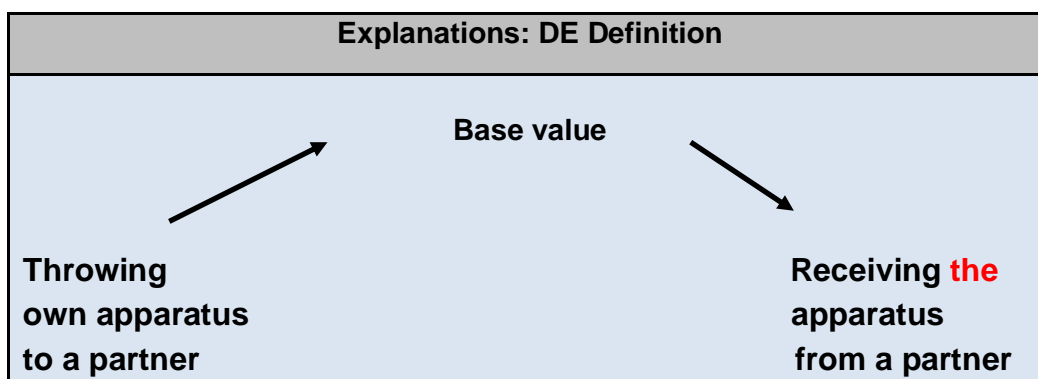 Explanations: DE Definition
Base value
Throwing
own apparatus
to a partner
Receiving the
apparatus
from a partner